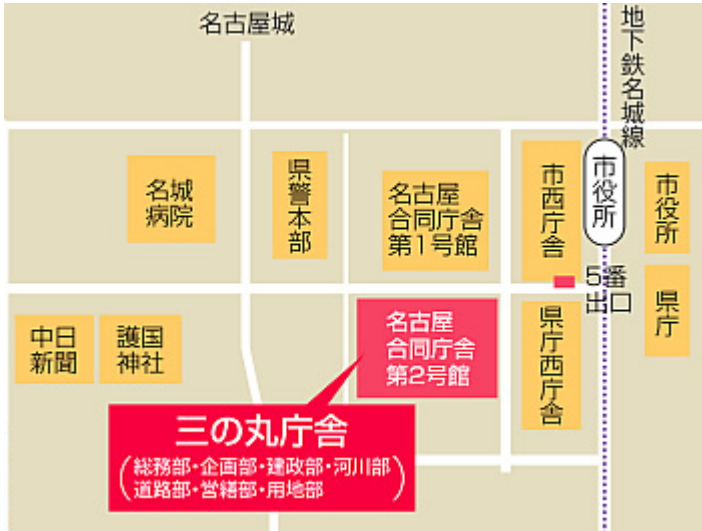 名古屋城
地下鉄名城線
名城
病院
県警本部
名古屋
合同庁舎
第1号館
市西庁舎
市役所
市役所
5番
出口
中日
新聞
護国
神社
名古屋
合同庁舎
第2号館
県庁西庁舎
県庁
三の丸庁舎
(総務部・企画部・建政部・河川部
道路部・営繕部・用地部)